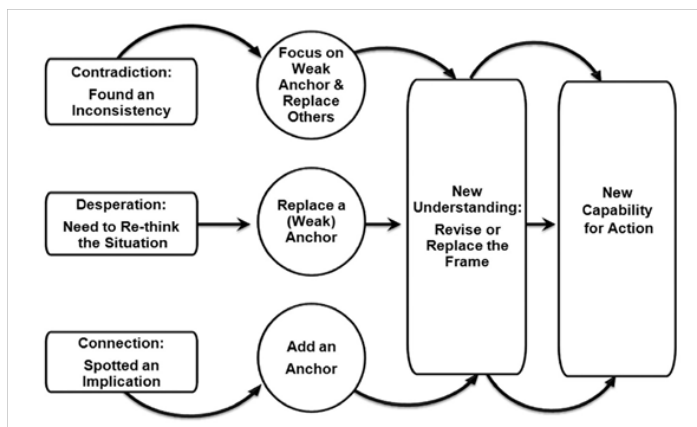 Contradiction:
Found an
Inconsistency
Focus on
Weak
Anchor &
Replace
Others
Desperation:
Need to Re-think
the Situation
Replace a
(Weak)
Anchor
Connection:
Spotted an
Implication
Add an
Anchor
New
Understanding:
Revise or
Replace the
Frame
New
Capability
for Action